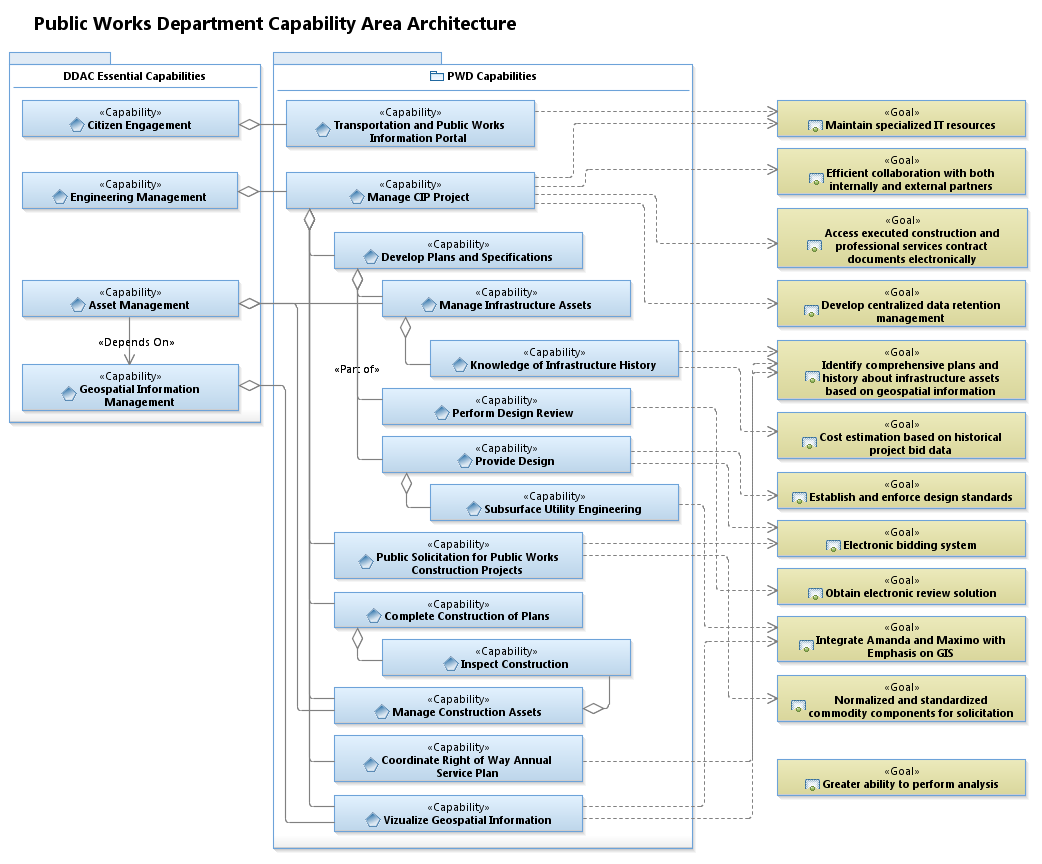 Public Works Department Capability Area Architecture
DDAC Essential Capabilities
«Capability»
Citizen Engagement
«Capability»
Engineering Management
«Capability»
Asset Management
«Depends On»
«Capability»
Geospatial Information
Management
PWD Capabilities
«Capability»
Transportation and Public Works
Information Portal
«Capability»
Manage CIP Project
«Capability»
Develop Plans and Specifications
«Capability»
Manage Infrastructure Assets
«Capability»
Knowledge of Infrastructure History
«Part of»
«Capability»
Perform Design Review
«Capability»
Provide Design
«Capability»
Subsurface Utility Engineering
«Capability»
Public Solicitation for Public Works
Construction Projects
«Capability»
Complete Construction of Plans
«Capability»
Inspect Construction
«Capability»
Manage Construction Assets
«Capability»
Coordinate Right of Way Annual
Service Plan
«Capability»
Vizualize Geospatial Information
«Goal»
Maintain specialized IT resources
«Goal»
Efficient collaboration with both
internally and external partners
«Goal»
Access executed construction and
professional services contract
documents electronically
«Goal»
Develop centralized data retention
management
«Goal»
Identify comprehensive plans and
history about infrastructure assets
based on geospatial information
«Goal»
Cost estimation based on historical
project bid data
«Goal»
Establish and enforce design standards
«Goal»
Electronic bidding system
«Goal»
Obtain electronic review solution
«Goal»
Integrate Amanda and Maximo with
Emphasis on GIS
«Goal»
Normalized and standardized
commodity components for solicitation
«Goal»
Greater ability to perform analysis